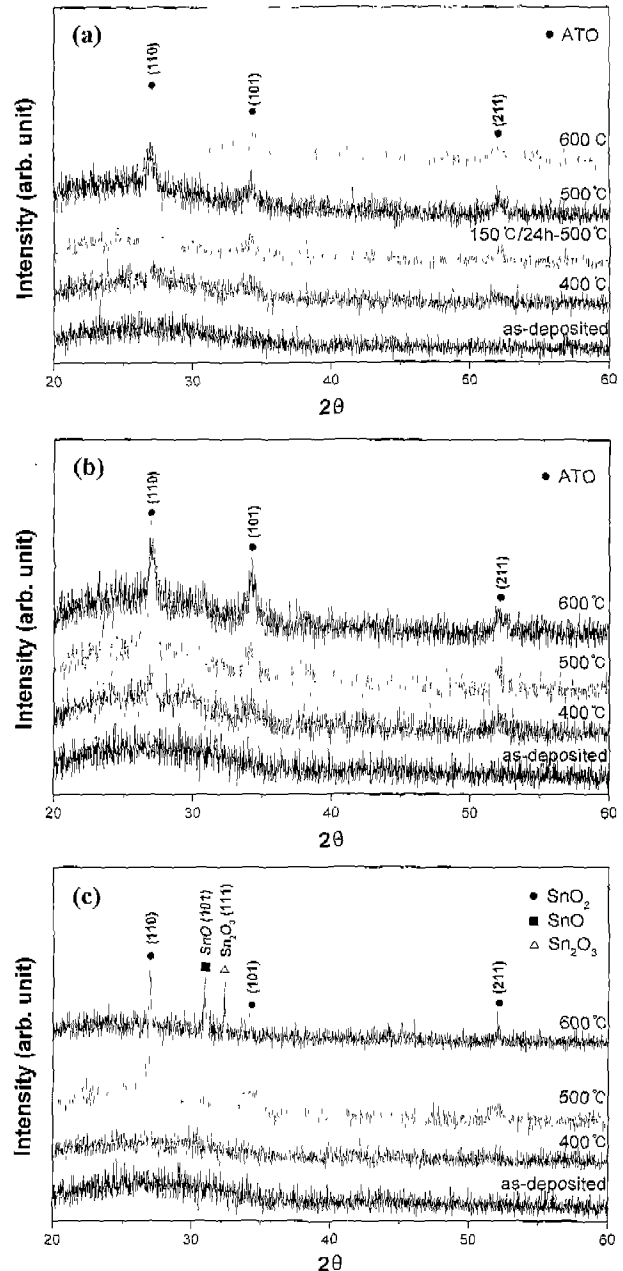 (a)
● ATO
(110)
(101)
(211)
600 C
500℃
150℃/24h-500℃
400℃
as-deposited
Intensity (arb. unit)
20 30 40 50 60
2θ
(b)
● ATO
(110)
(101)
(211)
600℃
500℃
400℃
as-deposited
Intensity (arb. unit)
20 30 40 50 60
2θ
(c)
● SnO₂
■ SnO
△ Sn₂O₃
(110)
SnO (101)
Sn₂O₃ (111)
(101)
(211)
600℃
500℃
400℃
as-deposited
Intensity (arb. unit)
20 30 40 50 60
2θ